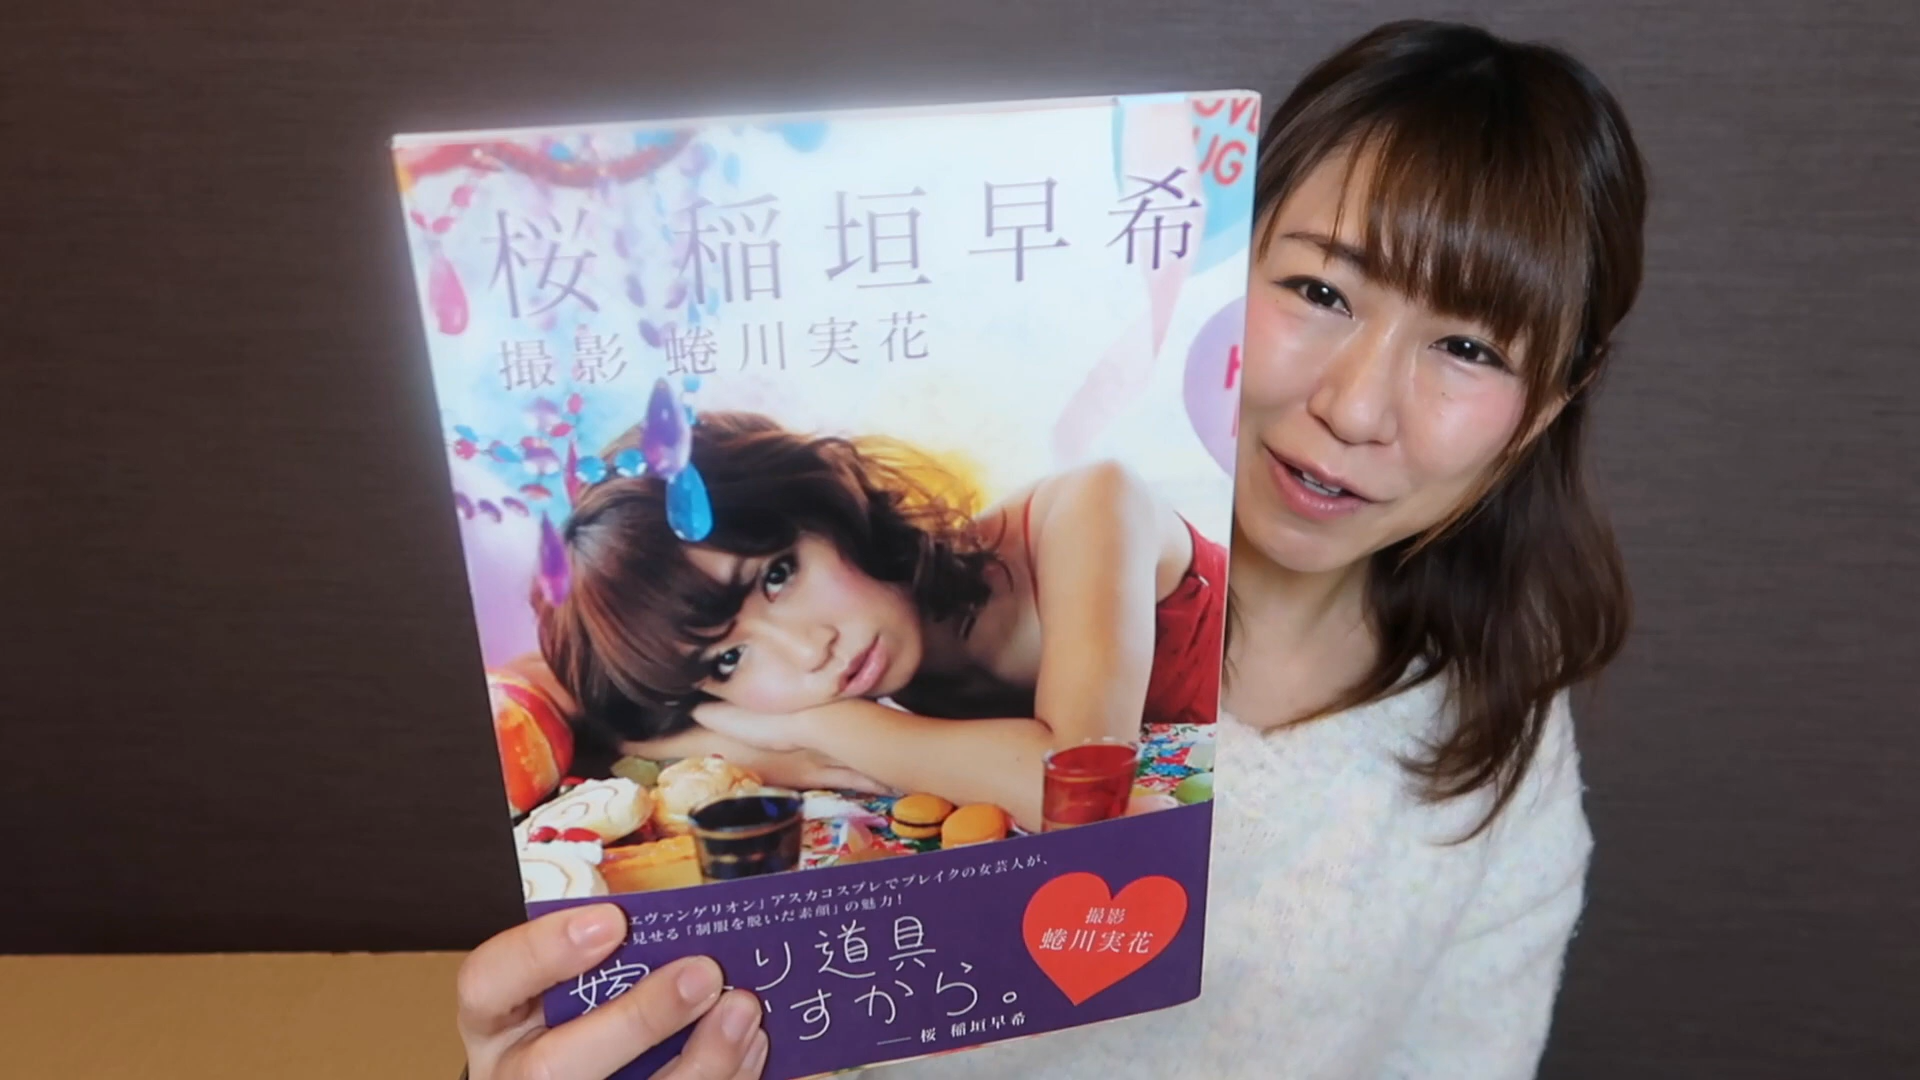 OVE
UG
桜 稲垣早希
撮影 蜷川実花
エヴァンゲリオン」アスカコスプレでブレイクの女芸人が、
見せる「制服を脱いだ素顔」の魅力!
嫁 り道具
すから。
桜 稲垣早希
撮影
蜷川実花